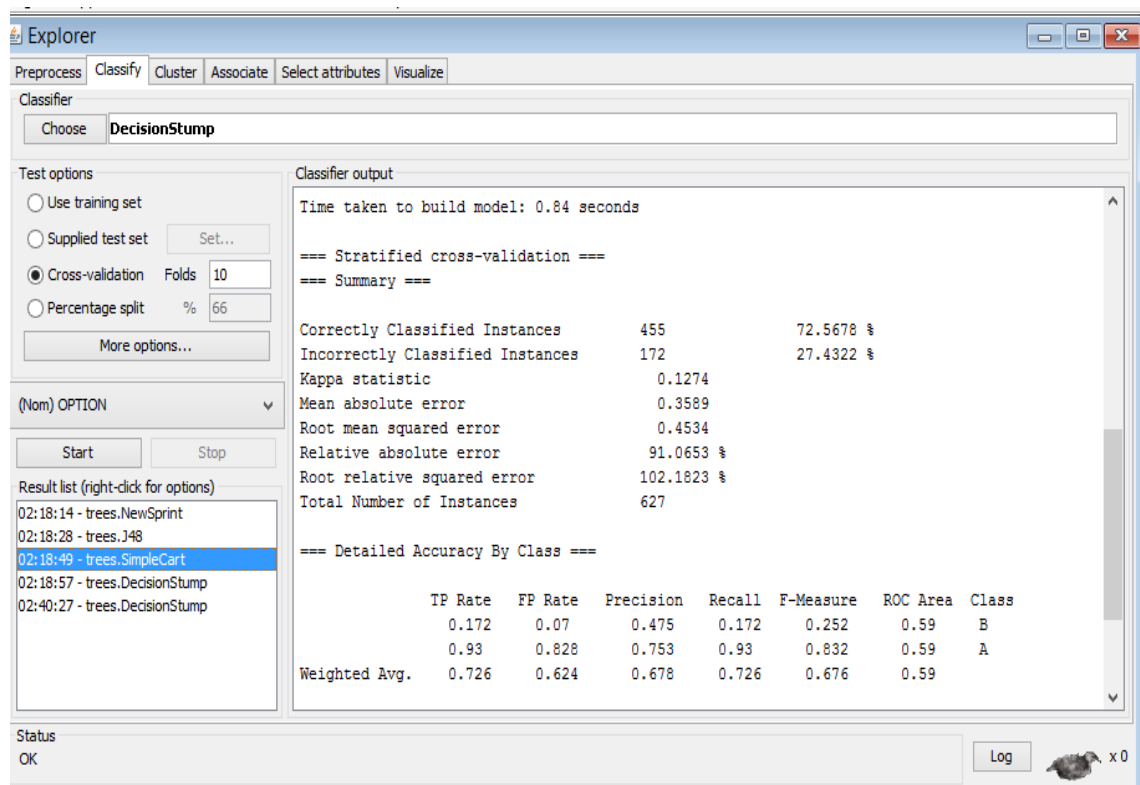 Explorer
Preprocess Classify Cluster Associate Select attributes Visualize
Classifier
Choose DecisionStump
Test options
Use training set
Supplied test set Set...
Cross-validation Folds 10
Percentage split % 66
More options...
(Nom) OPTION
Start Stop
Result list (right-click for options)
02:18:14 - trees.NewSprint
02:18:28 - trees.J48
02:18:49 - trees.SimpleCart
02:18:57 - trees.DecisionStump
02:40:27 - trees.DecisionStump
Classifier output
Time taken to build model: 0.84 seconds
=== Stratified cross-validation ===
=== Summary ===
Correctly Classified Instances 455 72.5678 %
Incorrectly Classified Instances 172 27.4322 %
Kappa statistic 0.1274
Mean absolute error 0.3589
Root mean squared error 0.4534
Relative absolute error 91.0653 %
Root relative squared error 102.1823 %
Total Number of Instances 627
=== Detailed Accuracy By Class ===
TP Rate FP Rate Precision Recall F-Measure ROC Area Class
0.172 0.07 0.475 0.172 0.252 0.59 B
0.93 0.828 0.753 0.93 0.832 0.59 A
Weighted Avg. 0.726 0.624 0.678 0.726 0.676 0.59
Status
OK
Log x 0